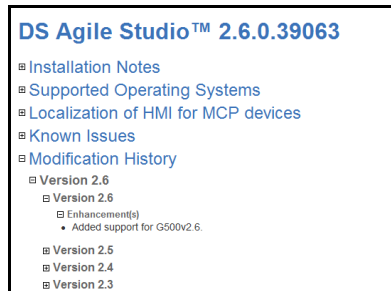 DS Agile Studio™ 2.6.0.39063
Installation Notes
Supported Operating Systems
Localization of HMI for MCP devices
Known Issues
Modification History
Version 2.6
Version 2.6
Enhancement(s)
• Added support for G500v2.6.
Version 2.5
Version 2.4
Version 2.3